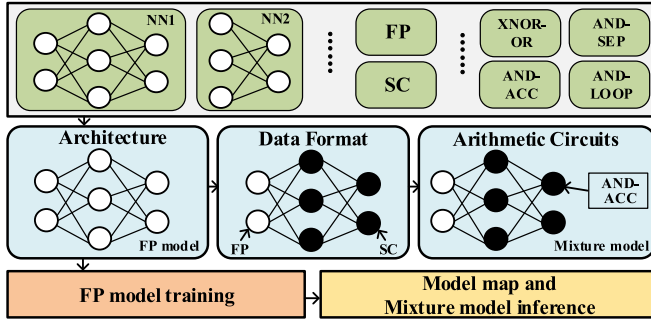 NN1
NN2
FP
SC
XNOR-
OR
AND-
SEP
AND-
ACC
AND-
LOOP
Architecture
FP model
Data Format
FP
SC
Arithmetic Circuits
AND-
ACC
Mixture model
FP model training
Model map and
Mixture model inference